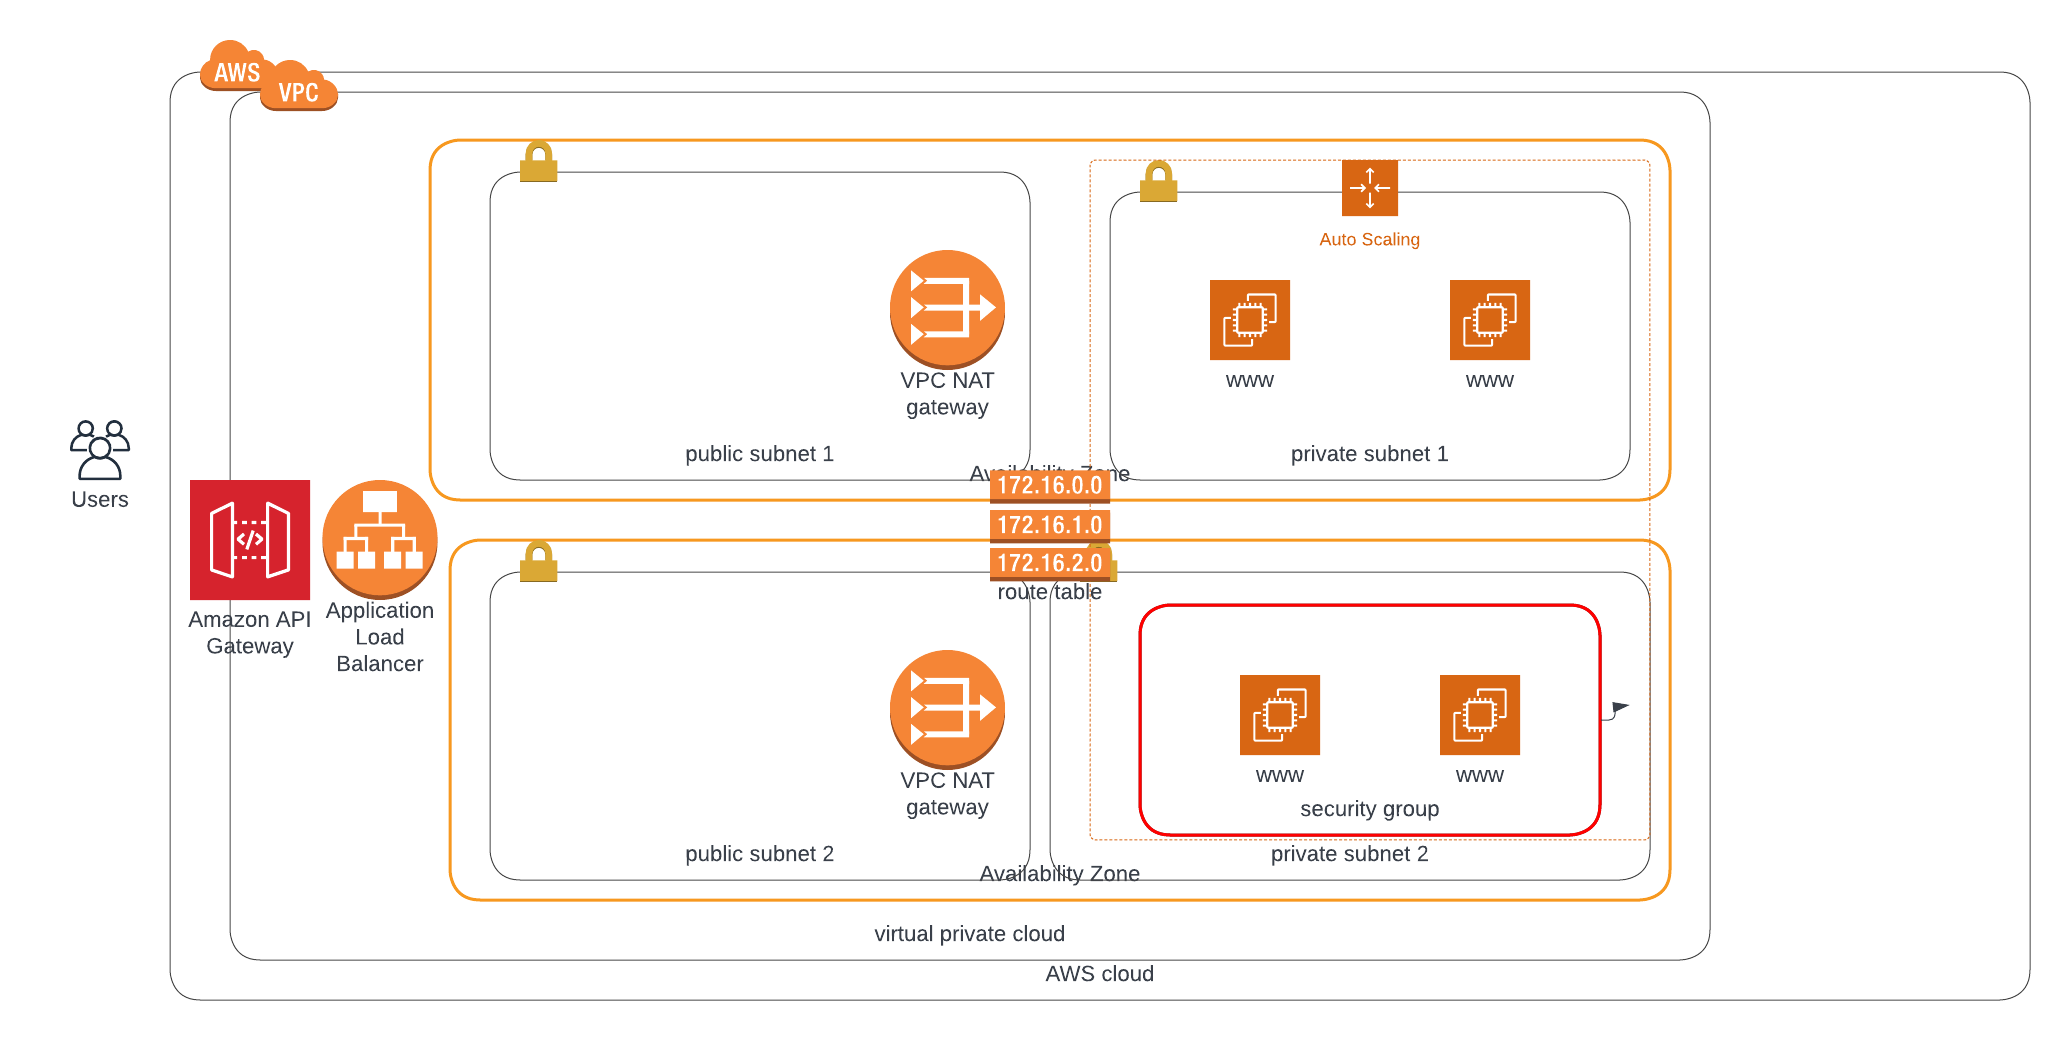 AWS
VPC
Auto Scaling
VPC NAT
gateway
www
www
public subnet 1
private subnet 1
Availability Zone
172.16.0.0
172.16.1.0
172.16.2.0
route table
Users
Amazon API
Gateway
Application
Load
Balancer
VPC NAT
gateway
www
www
security group
public subnet 2
private subnet 2
Availability Zone
virtual private cloud
AWS cloud